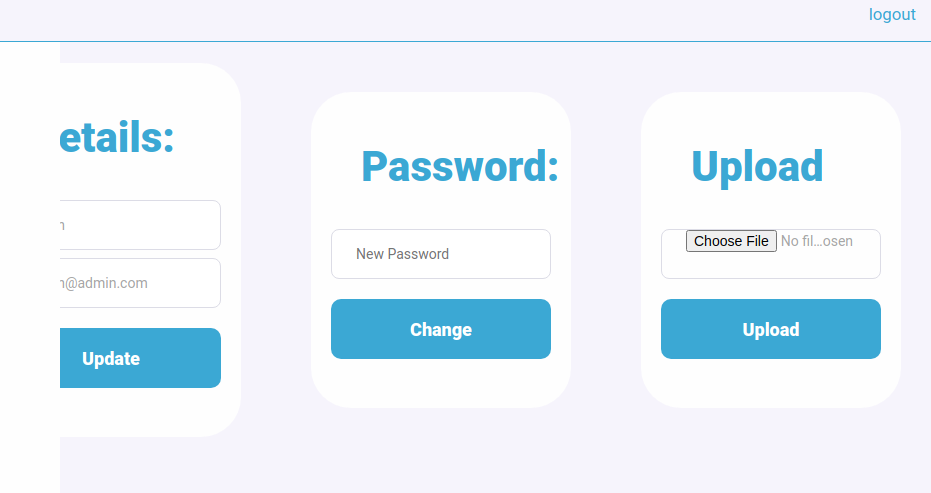 logout
etails:
n
n@admin.com
Update
Password:
New Password
Change
Upload
Choose File No fil...osen
Upload